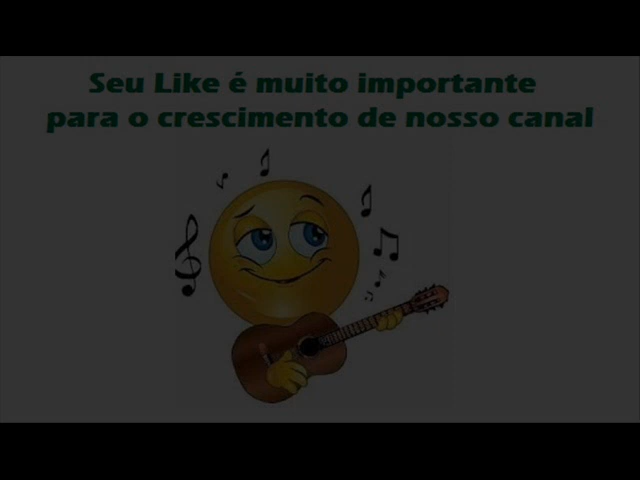 Seu Like é muito importante
para o crescimento de nosso canal